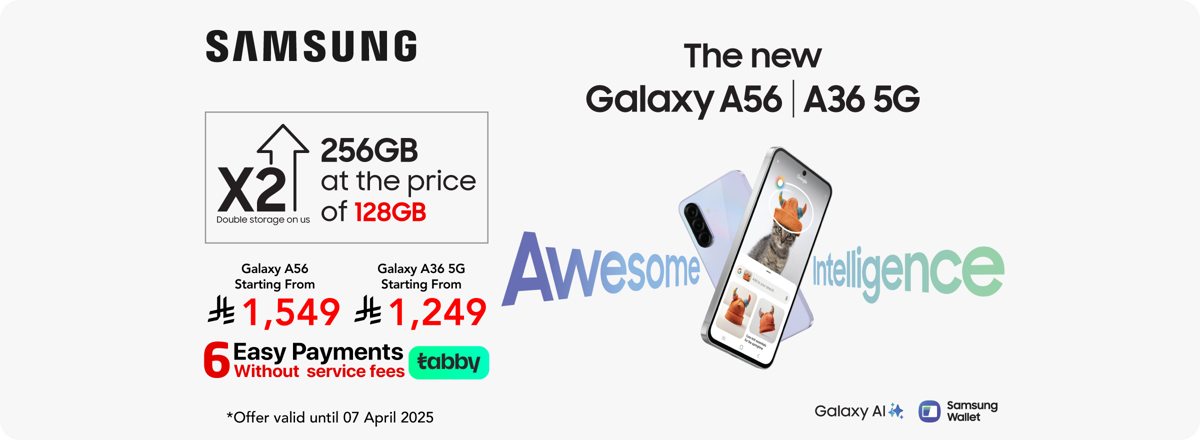 SAMSUNG
X2
Double storage on us
256GB
at the price
of 128GB
Galaxy A56
Starting From
1,549
Galaxy A36 5G
Starting From
1,249
6 Easy Payments
Without service fees
tabby
*Offer valid until 07 April 2025
The new
Galaxy A56 | A36 5G
Awesome Intelligence
Google
Galaxy AI
Samsung
Wallet